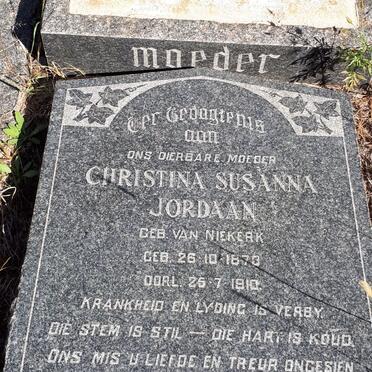 moeder
Ter Gedagtenis
aan
ONS DIERBARE MOEDER
CHRISTINA SUSANNA
JORDAAN
GEB. VAN NIEKERK
GEB. 26·10·1873
OORL. 25·7·1910.
KRANKHEID EN LYDING IS VERBY.
DIE STEM IS STIL — DIE HART IS KOUD.
ONS MIS U LIEFDE EN TREUR ONGESIEN